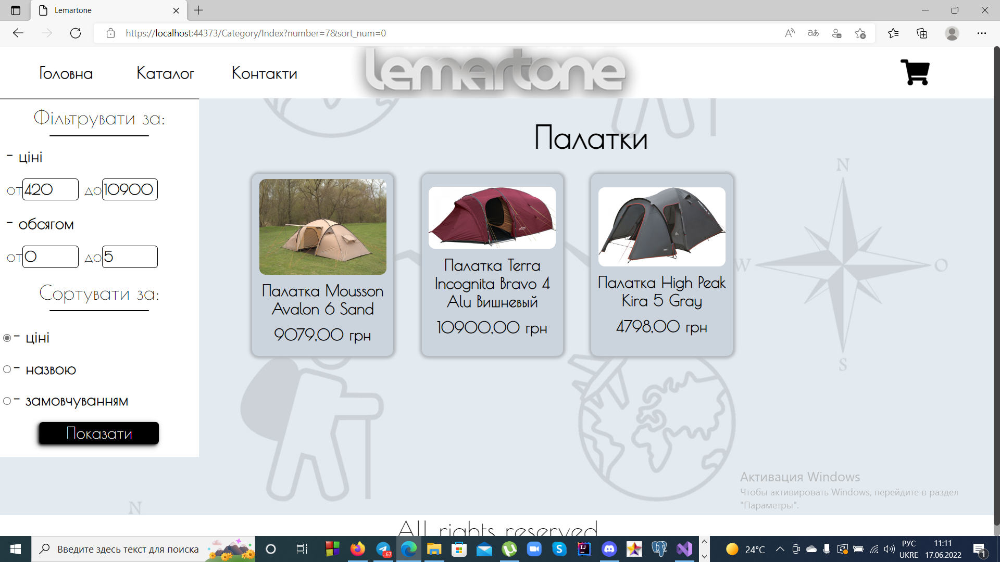 Lemartone
https://localhost:44373/Category/Index?number=7&sort_num=0
Головна
Каталог
Контакти
lemartone
Фільтрувати за:
- ціні
от 420 до 10900
- обсягом
от 0 до 5
Сортувати за:
- ціні
- назвою
- замовчуванням
Показати
Палатки
Палатка Mousson
Avalon 6 Sand
9079,00 грн
Палатка Terra
Incognita Bravo 4
Alu Вишневый
10900,00 грн
Палатка High Peak
Kira 5 Gray
4798,00 грн
N
W
O
S
N
Активация Windows
Чтобы активировать Windows, перейдите в раздел
"Параметры".
All rights reserved
Введите здесь текст для поиска
..67
24°C
РУС
UKRE
11:11
17.06.2022
1